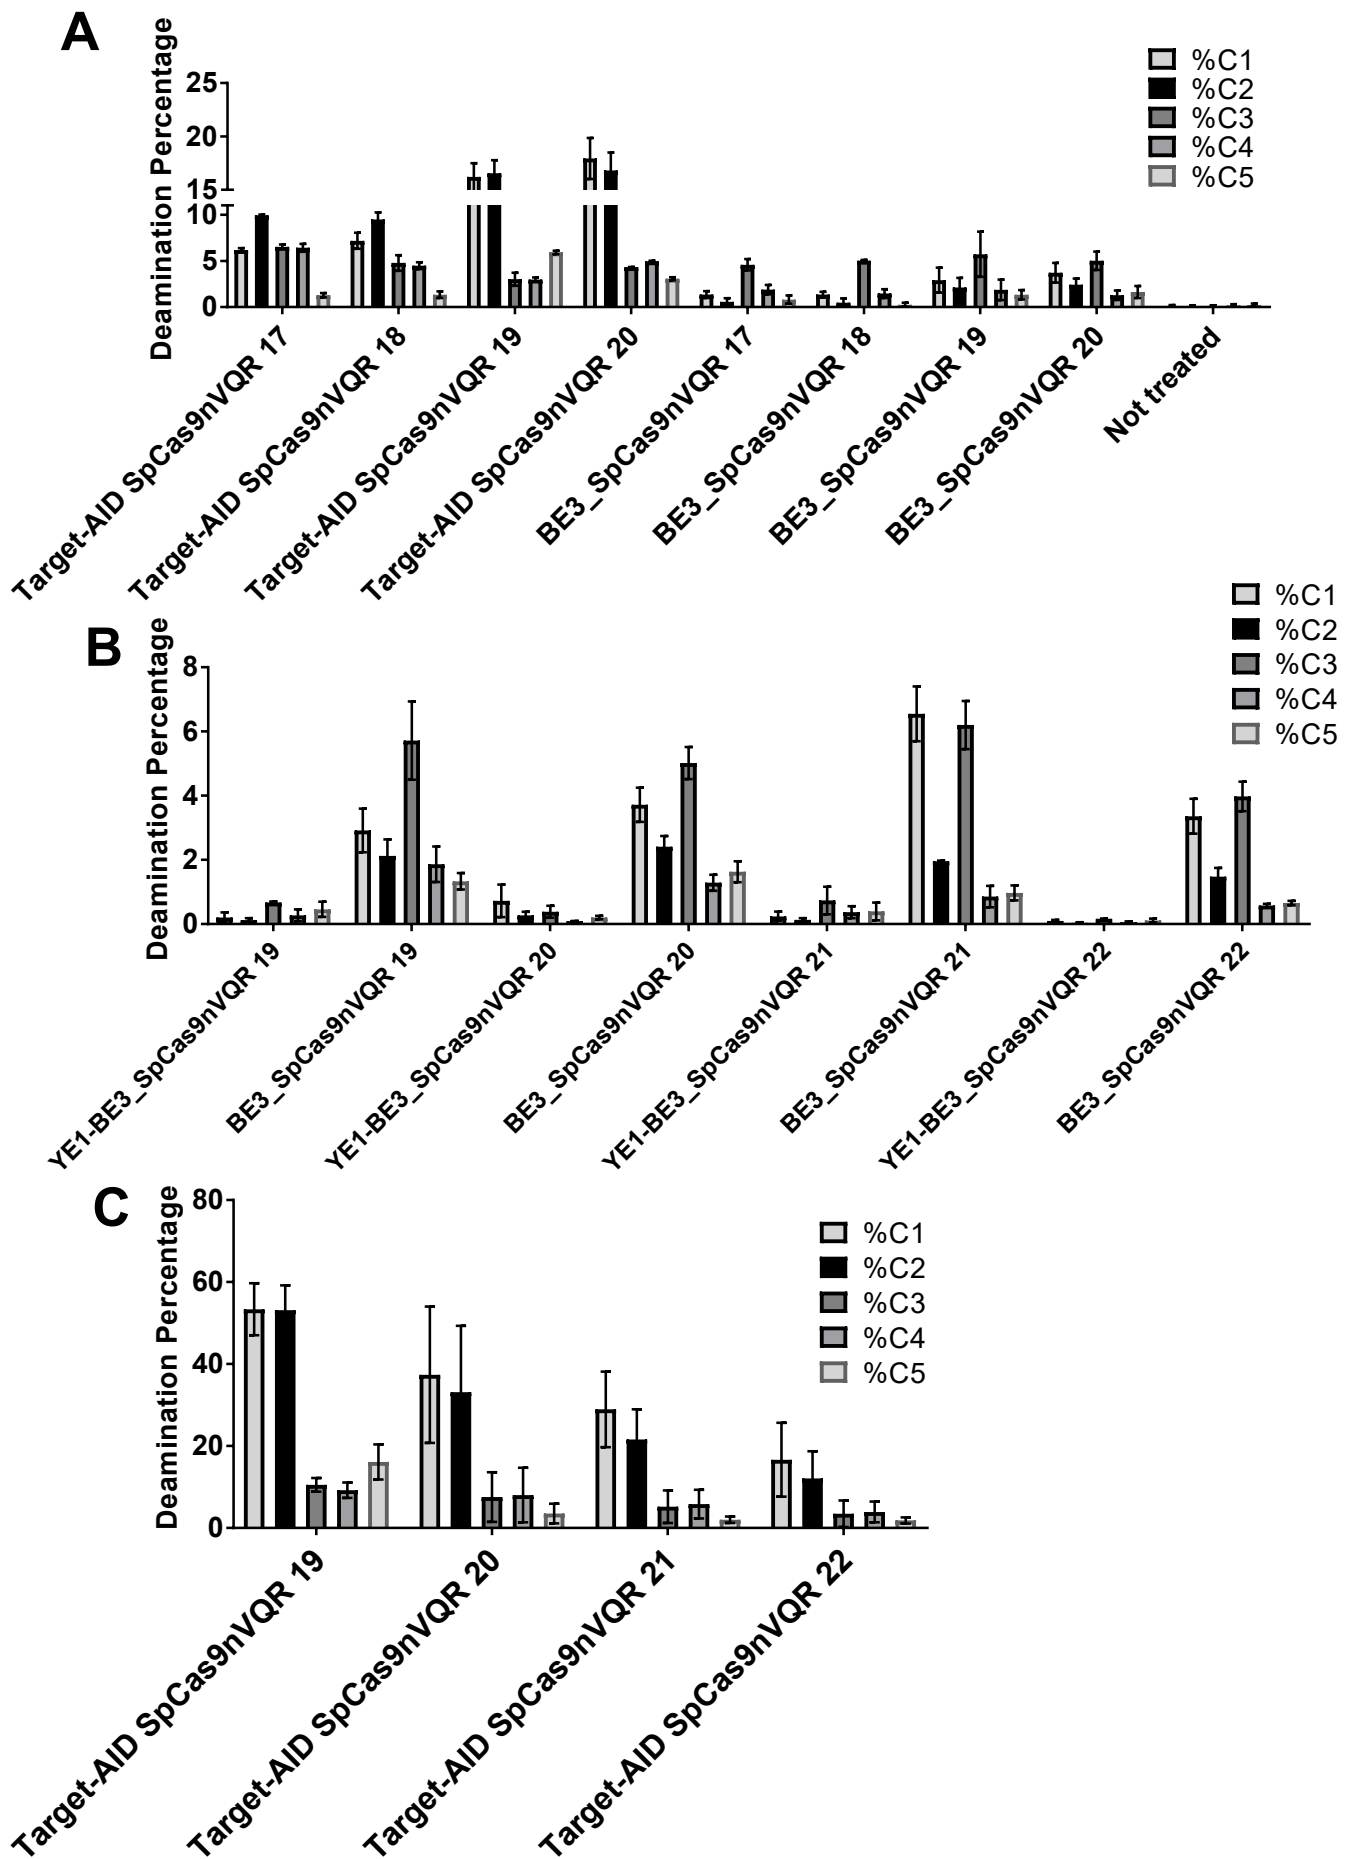 A
Deamination Percentage
25
20
15
10
5
0
%C1
%C2
%C3
%C4
%C5
Target-AID SpCas9nVQR 17
Target-AID SpCas9nVQR 18
Target-AID SpCas9nVQR 19
Target-AID SpCas9nVQR 20
BE3_SpCas9nVQR 17
BE3_SpCas9nVQR 18
BE3_SpCas9nVQR 19
BE3_SpCas9nVQR 20
Not treated
B
Deamination Percentage
8
6
4
2
0
%C1
%C2
%C3
%C4
%C5
YE1-BE3_SpCas9nVQR 19
BE3_SpCas9nVQR 19
YE1-BE3_SpCas9nVQR 20
BE3_SpCas9nVQR 20
YE1-BE3_SpCas9nVQR 21
BE3_SpCas9nVQR 21
YE1-BE3_SpCas9nVQR 22
BE3_SpCas9nVQR 22
C
Deamination Percentage
80
60
40
20
0
%C1
%C2
%C3
%C4
%C5
Target-AID SpCas9nVQR 19
Target-AID SpCas9nVQR 20
Target-AID SpCas9nVQR 21
Target-AID SpCas9nVQR 22